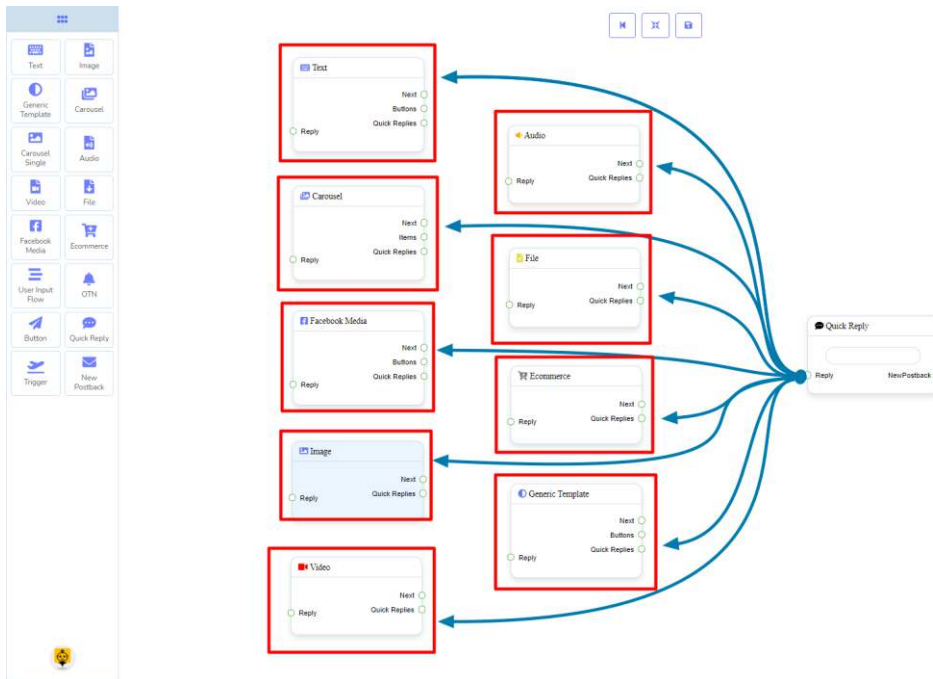 Text
Image
Generic
Template
Carousel
Carousel
Single
Audio
Video
File
Facebook
Media
Ecommerce
User Input
Flow
OTN
Button
Quick Reply
Trigger
New
Postback
Text
Next
Buttons
Quick Replies
Reply
Audio
Next
Quick Replies
Reply
Carousel
Next
Items
Quick Replies
Reply
File
Next
Quick Replies
Reply
Facebook Media
Next
Buttons
Quick Replies
Reply
Ecommerce
Next
Quick Replies
Reply
Image
Next
Quick Replies
Reply
Generic Template
Next
Buttons
Quick Replies
Reply
Video
Next
Quick Replies
Reply
Quick Reply
Reply NewPostback